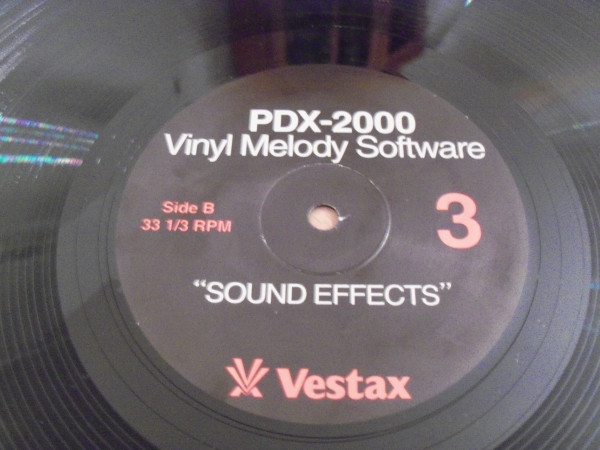 PDX-2000
Vinyl Melody Software
Side B
33 1/3 RPM
3
"SOUND EFFECTS"
Vestax